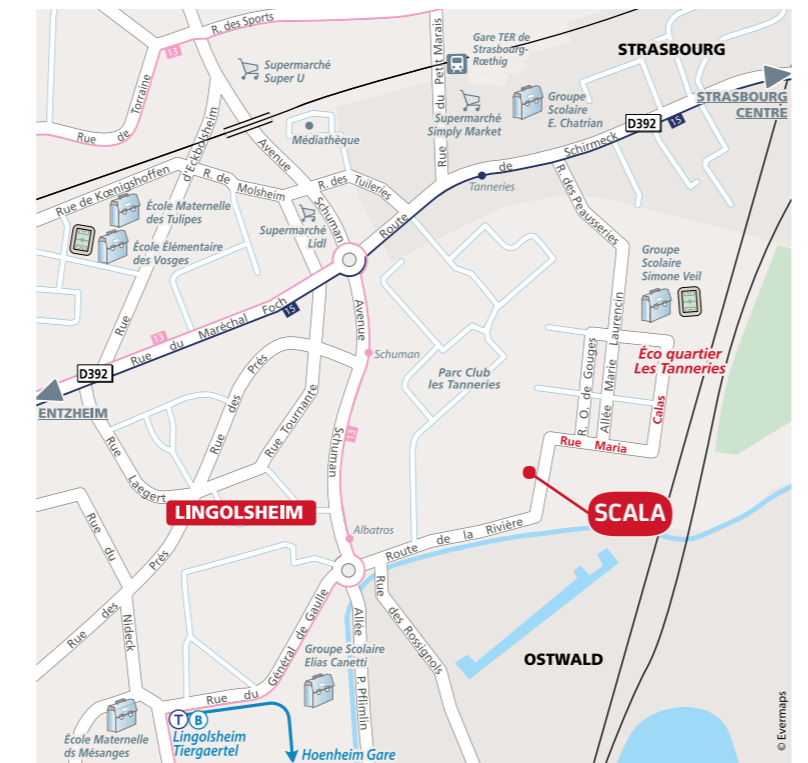 R. des Sports
13
Rue de Torraine
Supermarché
Super U
Gare TER de
Strasbourg-
Rœthig
STRASBOURG
STRASBOURG
CENTRE
Rue du Petit Marais
Supermarché
Simply Market
Groupe
Scolaire
E. Chatrian
D392
15
Médiathèque
Avenue Schuman
Rue d'Eckbolsheim
Rue de Kœnigshoffen
R. de Molsheim
R. des Tuileries
Route de Schirmeck
Tanneries
R. des Peausseries
École Maternelle
des Tulipes
École Élémentaire
des Vosges
Supermarché
Lidl
Groupe
Scolaire
Simone Veil
Rue du Maréchal Foch
13
15
D392
ENTZHEIM
Avenue Schuman
Schuman
13
Parc Club
les Tanneries
Éco quartier
Les Tanneries
R. O. de Gouges
Allée Marie Laurencin
Rue Maria Calas
Rue des Prés
Rue Tournante
Rue Laegert
LINGOLSHEIM
SCALA
Albatros
Route de la Rivière
Rue du Nideck
Rue des Prés
Rue du Général de Gaulle
Allée P. Pflimlin
Rue des Rossignols
Groupe Scolaire
Elias Canetti
OSTWALD
École Maternelle
ds Mésanges
T B
Lingolsheim
Tiergaertel
Hoenheim Gare
© Evermaps